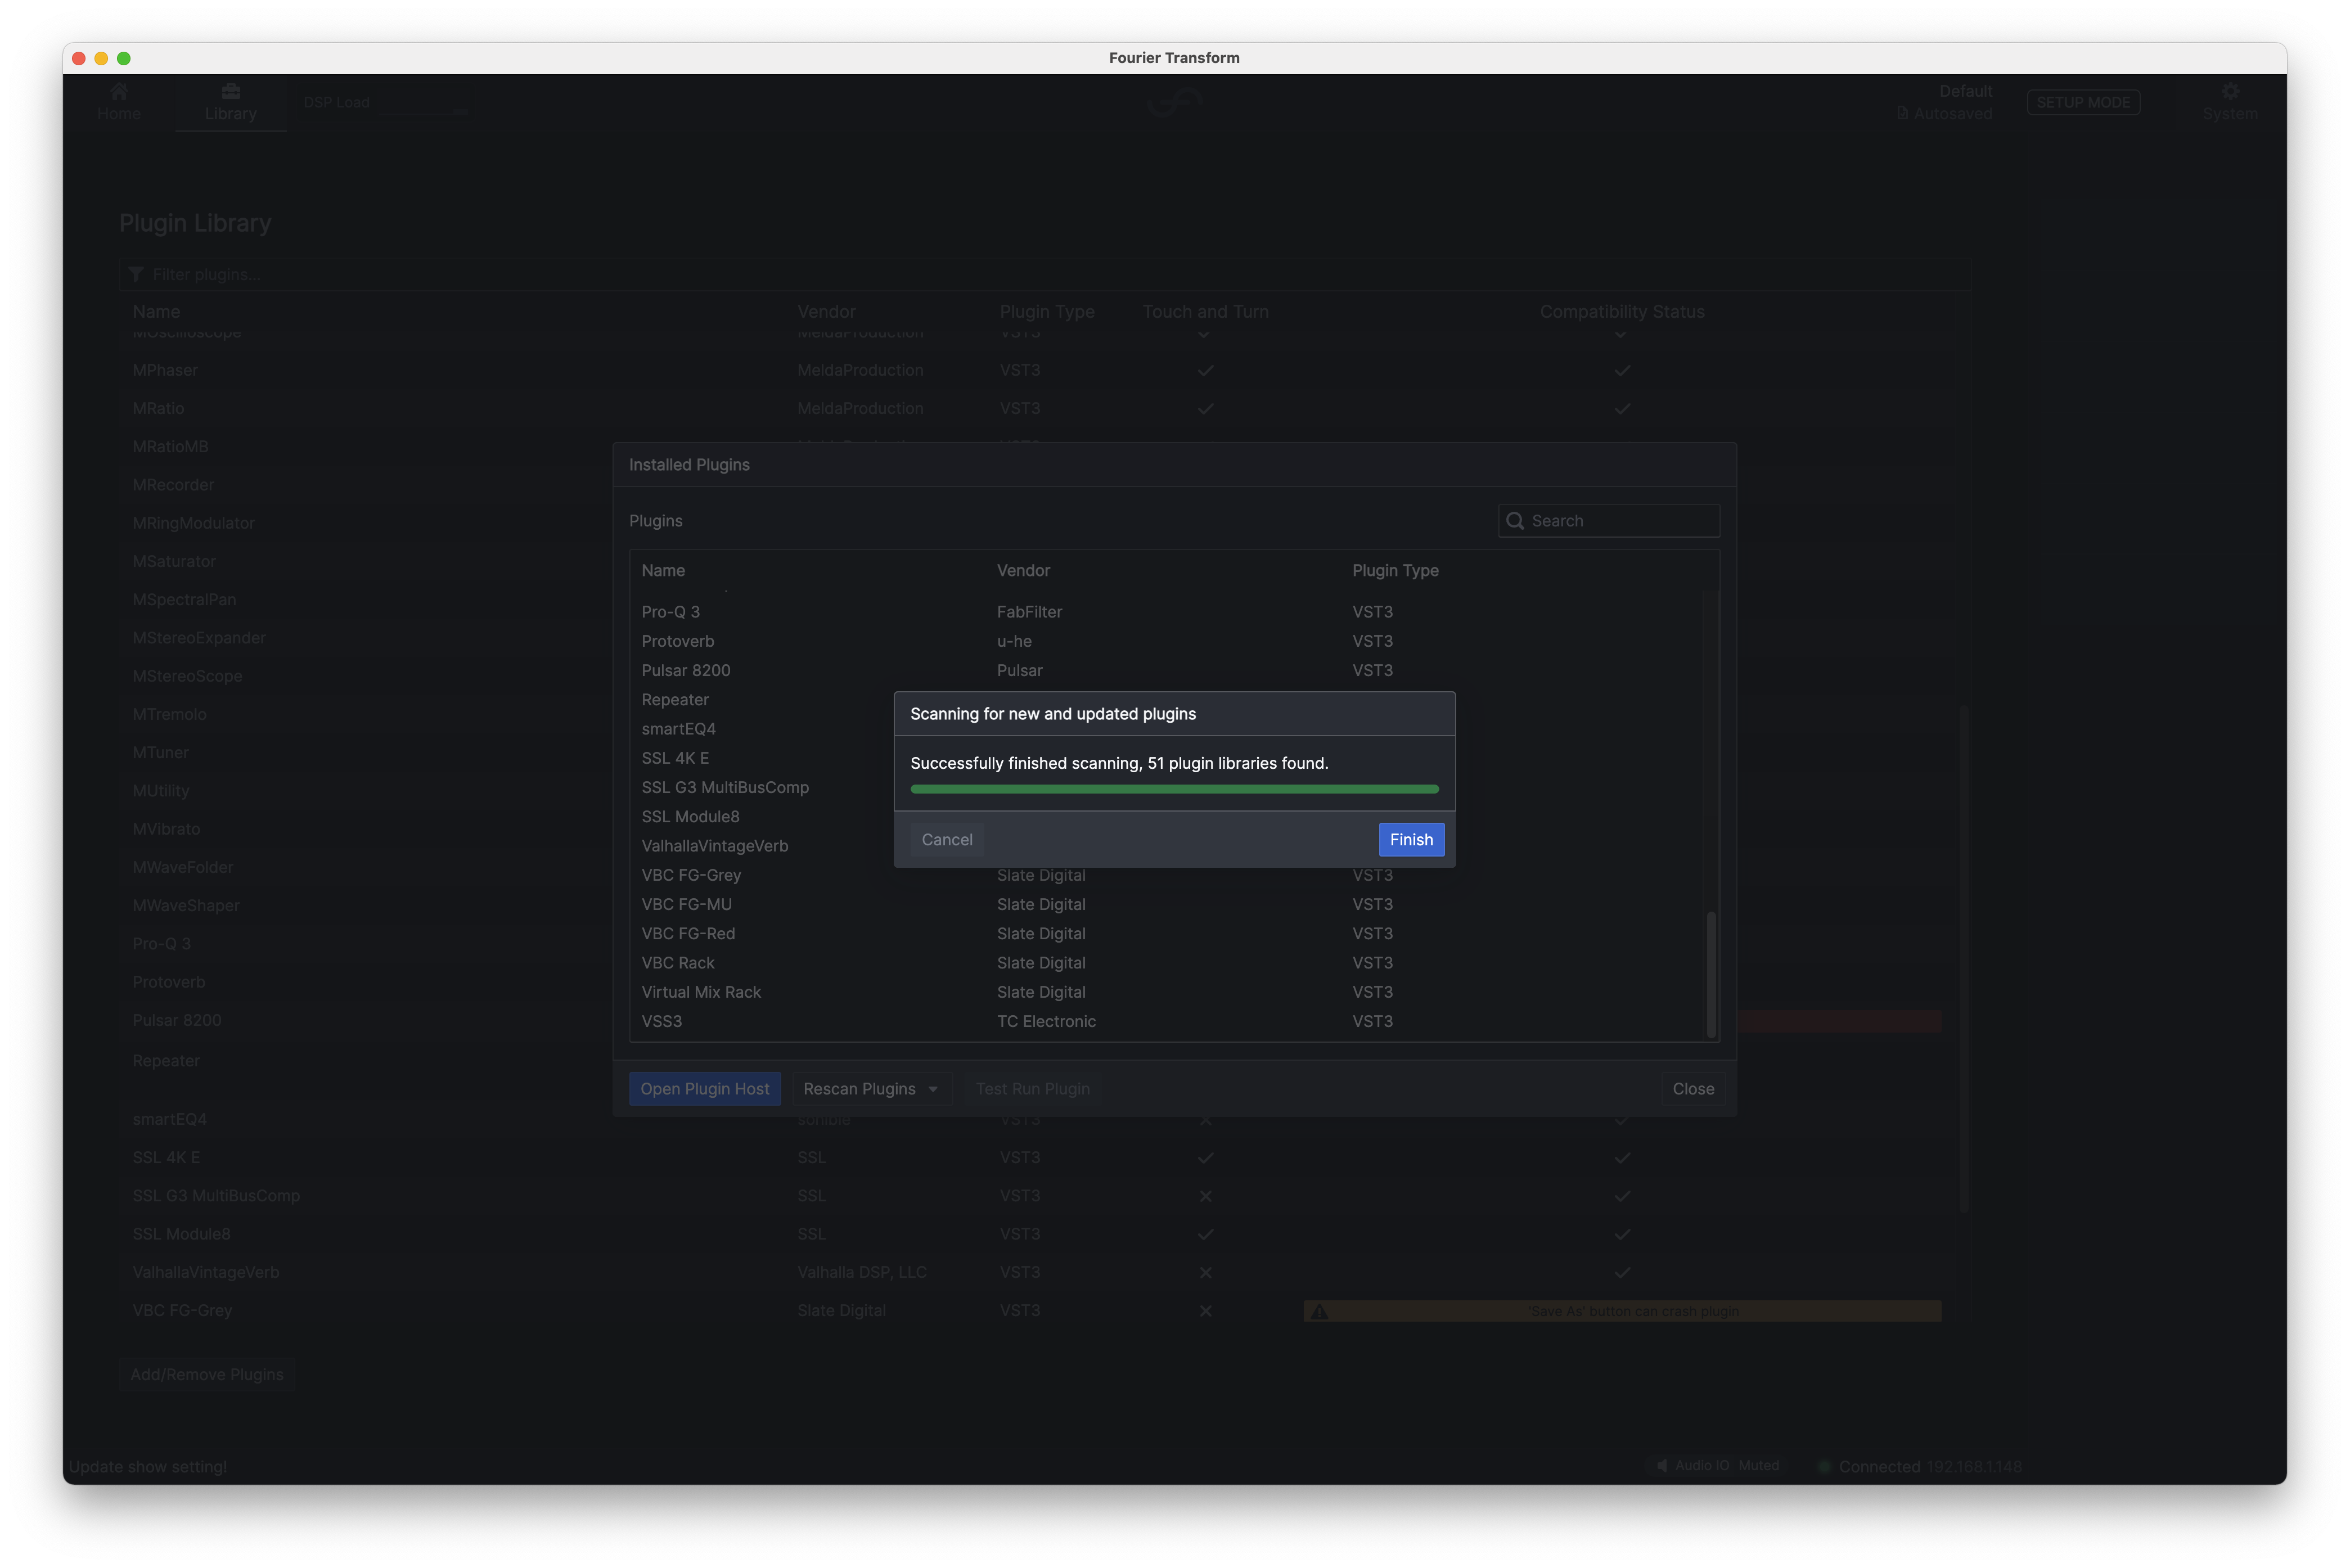 Fourier Transform
Home
Library
DSP Load
Default
Autosaved
SETUP MODE
System
Plugin Library
Filter plugins...
Name Vendor Plugin Type Touch and Turn Compatibility Status
MOscilloscope MeldaProduction VST3
MPhaser MeldaProduction VST3
MRatio MeldaProduction VST3
MRatioMB
MRecorder
MRingModulator
MSaturator
MSpectralPan
MStereoExpander
MStereoScope
MTremolo
MTuner
MUtility
MVibrato
MWaveFolder
MWaveShaper
Pro-Q 3
Protoverb
Pulsar 8200
Repeater
smartEQ4 sonible VST3
SSL 4K E SSL VST3
SSL G3 MultiBusComp SSL VST3
SSL Module8 SSL VST3
ValhallaVintageVerb Valhalla DSP, LLC VST3
VBC FG-Grey Slate Digital VST3 'Save As' button can crash plugin
Add/Remove Plugins
Installed Plugins
Plugins
Search
Name Vendor Plugin Type
Pro-Q 3 FabFilter VST3
Protoverb u-he VST3
Pulsar 8200 Pulsar VST3
Repeater
smartEQ4
SSL 4K E
SSL G3 MultiBusComp
SSL Module8
ValhallaVintageVerb
VBC FG-Grey Slate Digital VST3
VBC FG-MU Slate Digital VST3
VBC FG-Red Slate Digital VST3
VBC Rack Slate Digital VST3
Virtual Mix Rack Slate Digital VST3
VSS3 TC Electronic VST3
Open Plugin Host Rescan Plugins Test Run Plugin Close
Scanning for new and updated plugins
Successfully finished scanning, 51 plugin libraries found.
Cancel Finish
Update show setting!
Audio IO Muted
Connected 192.168.1.148